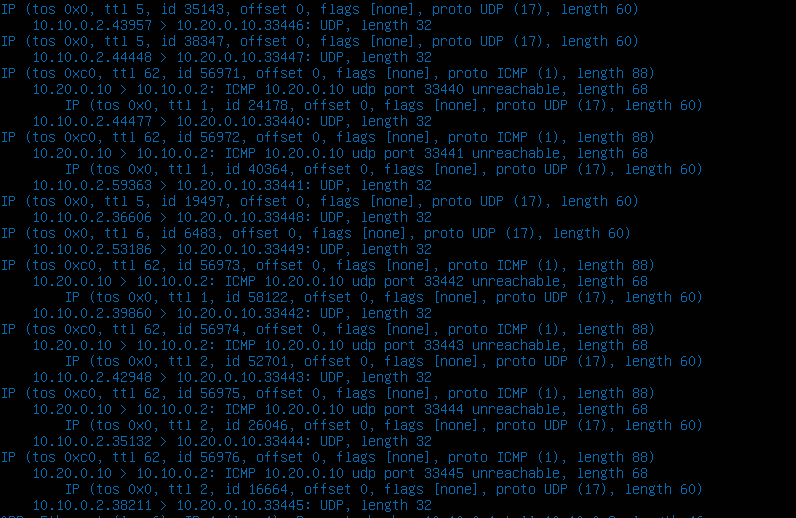 IP (tos 0x0, ttl 5, id 35143, offset 0, flags [none], proto UDP (17), length 60)
10.10.0.2.43957 > 10.20.0.10.33446: UDP, length 32
IP (tos 0x0, ttl 5, id 38347, offset 0, flags [none], proto UDP (17), length 60)
10.10.0.2.44448 > 10.20.0.10.33447: UDP, length 32
IP (tos 0xc0, ttl 62, id 56971, offset 0, flags [none], proto ICMP (1), length 88)
10.20.0.10 > 10.10.0.2: ICMP 10.20.0.10 udp port 33440 unreachable, length 68
IP (tos 0x0, ttl 1, id 24178, offset 0, flags [none], proto UDP (17), length 60)
10.10.0.2.44477 > 10.20.0.10.33440: UDP, length 32
IP (tos 0xc0, ttl 62, id 56972, offset 0, flags [none], proto ICMP (1), length 88)
10.20.0.10 > 10.10.0.2: ICMP 10.20.0.10 udp port 33441 unreachable, length 68
IP (tos 0x0, ttl 1, id 40364, offset 0, flags [none], proto UDP (17), length 60)
10.10.0.2.59363 > 10.20.0.10.33441: UDP, length 32
IP (tos 0x0, ttl 5, id 19497, offset 0, flags [none], proto UDP (17), length 60)
10.10.0.2.36606 > 10.20.0.10.33448: UDP, length 32
IP (tos 0x0, ttl 6, id 6483, offset 0, flags [none], proto UDP (17), length 60)
10.10.0.2.53186 > 10.20.0.10.33449: UDP, length 32
IP (tos 0xc0, ttl 62, id 56973, offset 0, flags [none], proto ICMP (1), length 88)
10.20.0.10 > 10.10.0.2: ICMP 10.20.0.10 udp port 33442 unreachable, length 68
IP (tos 0x0, ttl 1, id 58122, offset 0, flags [none], proto UDP (17), length 60)
10.10.0.2.39860 > 10.20.0.10.33442: UDP, length 32
IP (tos 0xc0, ttl 62, id 56974, offset 0, flags [none], proto ICMP (1), length 88)
10.20.0.10 > 10.10.0.2: ICMP 10.20.0.10 udp port 33443 unreachable, length 68
IP (tos 0x0, ttl 2, id 52701, offset 0, flags [none], proto UDP (17), length 60)
10.10.0.2.42948 > 10.20.0.10.33443: UDP, length 32
IP (tos 0xc0, ttl 62, id 56975, offset 0, flags [none], proto ICMP (1), length 88)
10.20.0.10 > 10.10.0.2: ICMP 10.20.0.10 udp port 33444 unreachable, length 68
IP (tos 0x0, ttl 2, id 26046, offset 0, flags [none], proto UDP (17), length 60)
10.10.0.2.35132 > 10.20.0.10.33444: UDP, length 32
IP (tos 0xc0, ttl 62, id 56976, offset 0, flags [none], proto ICMP (1), length 88)
10.20.0.10 > 10.10.0.2: ICMP 10.20.0.10 udp port 33445 unreachable, length 68
IP (tos 0x0, ttl 2, id 16664, offset 0, flags [none], proto UDP (17), length 60)
10.10.0.2.38211 > 10.20.0.10.33445: UDP, length 32